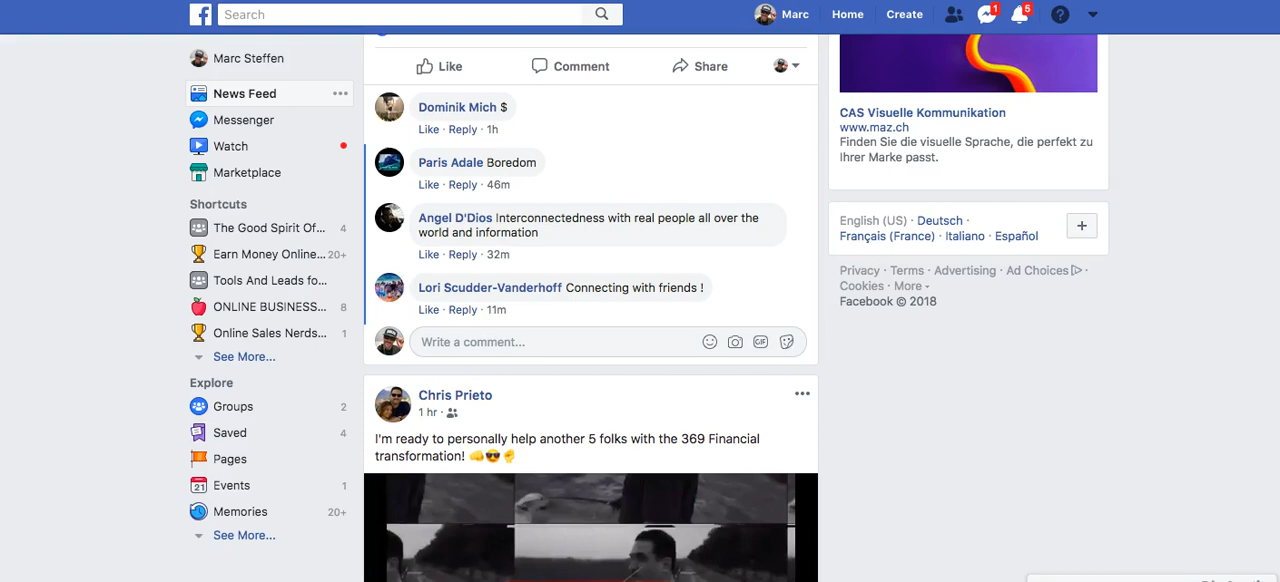 Search
Marc
Home
Create
1
5
Marc Steffen
News Feed
Messenger
Watch
Marketplace
Shortcuts
The Good Spirit Of... 4
Earn Money Online... 20+
Tools And Leads fo...
ONLINE BUSINESS... 8
Online Sales Nerds... 1
See More...
Explore
Groups 2
Saved 4
Pages
21 Events 1
Memories 20+
See More...
Like Comment Share
Dominik Mich $
Like · Reply · 1h
Paris Adale Boredom
Like · Reply · 46m
Angel D'Dios Interconnectedness with real people all over the
world and information
Like · Reply · 32m
Lori Scudder-Vanderhoff Connecting with friends !
Like · Reply · 11m
Write a comment...
GIF
Chris Prieto
1 hr ·
I'm ready to personally help another 5 folks with the 369 Financial
transformation! 👊😎✊
CAS Visuelle Kommunikation
www.maz.ch
Finden Sie die visuelle Sprache, die perfekt zu
Ihrer Marke passt.
English (US) · Deutsch ·
Français (France) · Italiano · Español
Privacy · Terms · Advertising · Ad Choices ·
Cookies · More
Facebook © 2018